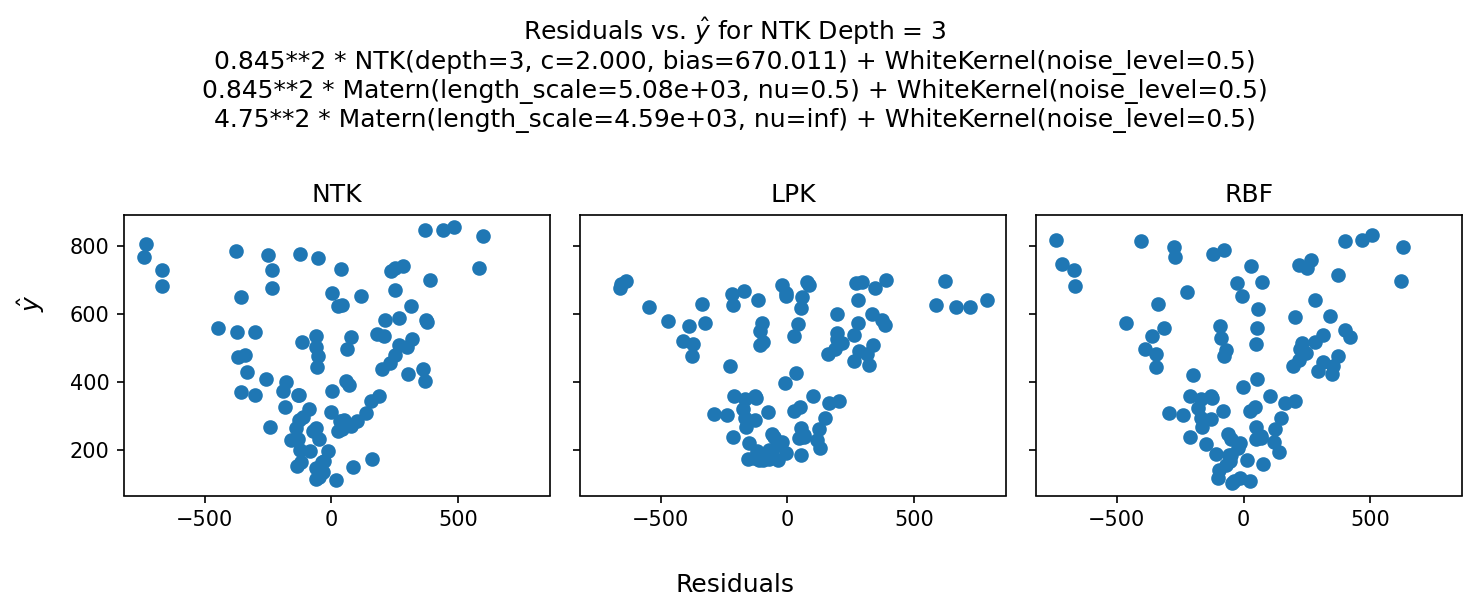 Residuals vs. ŷ for NTK Depth = 3
0.845**2 * NTK(depth=3, c=2.000, bias=670.011) + WhiteKernel(noise_level=0.5)
0.845**2 * Matern(length_scale=5.08e+03, nu=0.5) + WhiteKernel(noise_level=0.5)
4.75**2 * Matern(length_scale=4.59e+03, nu=inf) + WhiteKernel(noise_level=0.5)
NTK LPK RBF
800
600
ŷ
400
200
−500 0 500 −500 0 500 −500 0 500
Residuals